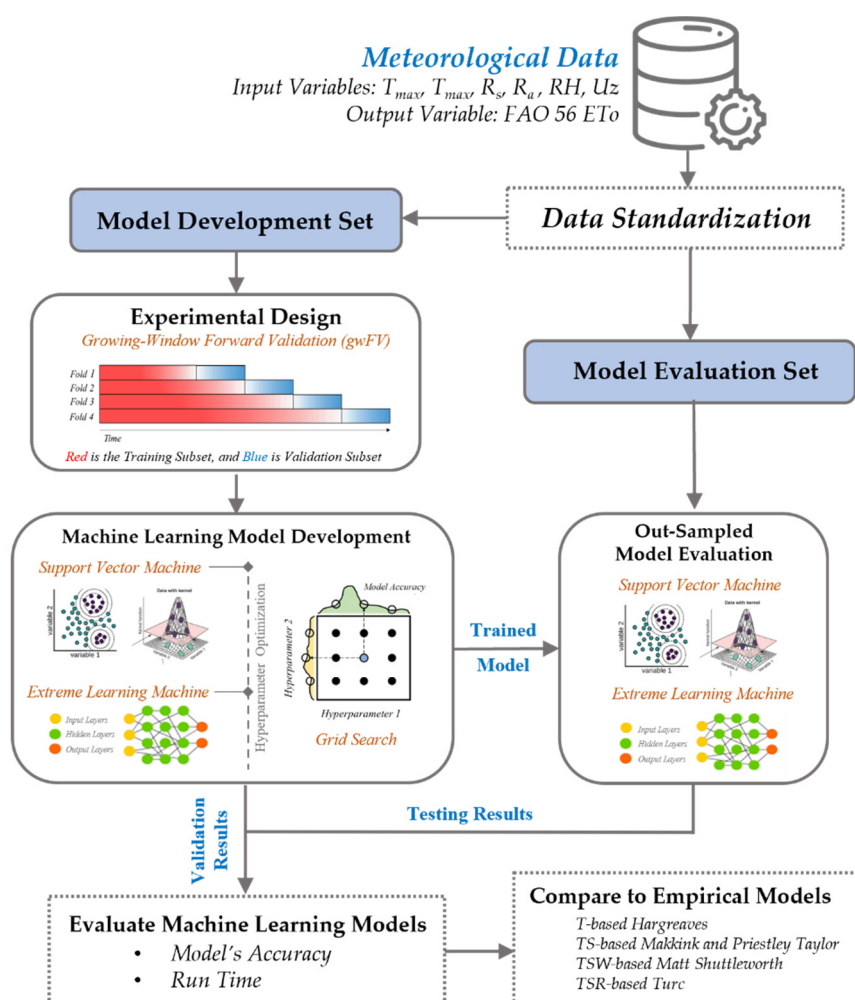 Meteorological Data
Input Variables: Tmax, Tmax, Rs, Ra , RH, Uz
Output Variable: FAO 56 ETo
Data Standardization
Model Development Set
Experimental Design
Growing-Window Forward Validation (gwFV)
Fold 1
Fold 2
Fold 3
Fold 4
Time
Red is the Training Subset, and Blue is Validation Subset
Model Evaluation Set
Machine Learning Model Development
Support Vector Machine
variable 2
variable 1
Data with kernel
Extreme Learning Machine
Input Layers
Hidden Layers
Output Layers
Hyperparameter Optimization
Model Accuracy
Hyperparameter 2
Hyperparameter 1
Grid Search
Trained
Model
Out-Sampled
Model Evaluation
Support Vector Machine
variable 2
variable 1
Data with kernel
Extreme Learning Machine
Input Layers
Hidden Layers
Output Layers
Testing Results
Validation
Results
Evaluate Machine Learning Models
• Model's Accuracy
• Run Time
Compare to Empirical Models
T-based Hargreaves
TS-based Makkink and Priestley Taylor
TSW-based Matt Shuttleworth
TSR-based Turc